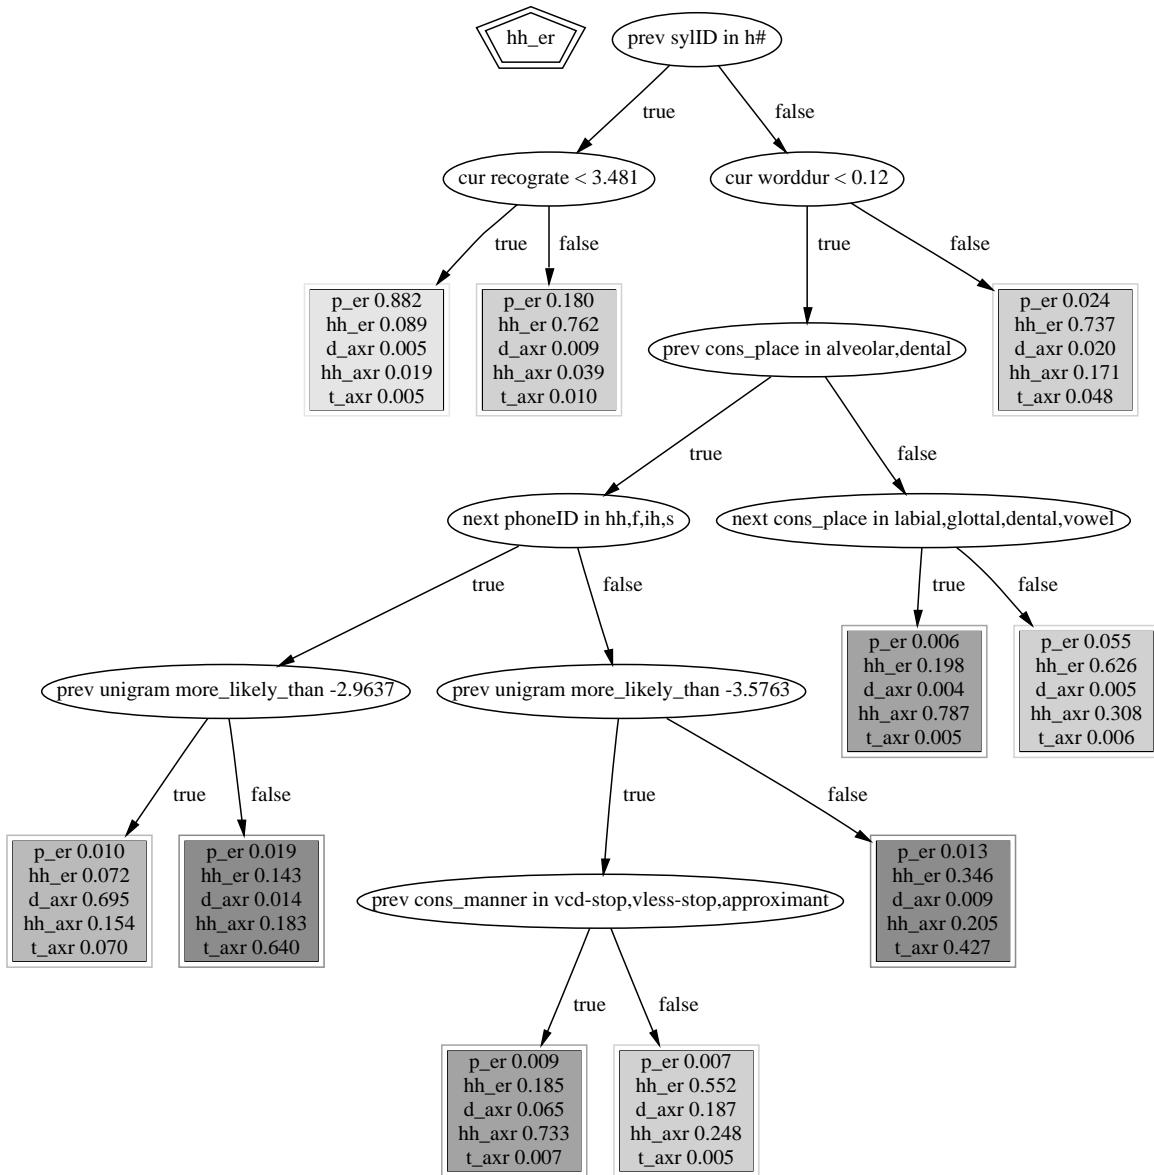 hh_er
prev sylID in h#
true
false
cur recograte < 3.481
cur worddur < 0.12
true
false
true
false
p_er 0.882
hh_er 0.089
d_axr 0.005
hh_axr 0.019
t_axr 0.005
p_er 0.180
hh_er 0.762
d_axr 0.009
hh_axr 0.039
t_axr 0.010
p_er 0.024
hh_er 0.737
d_axr 0.020
hh_axr 0.171
t_axr 0.048
prev cons_place in alveolar,dental
true
false
next phoneID in hh,f,ih,s
next cons_place in labial,glottal,dental,vowel
true
false
true
false
p_er 0.006
hh_er 0.198
d_axr 0.004
hh_axr 0.787
t_axr 0.005
p_er 0.055
hh_er 0.626
d_axr 0.005
hh_axr 0.308
t_axr 0.006
prev unigram more_likely_than -2.9637
prev unigram more_likely_than -3.5763
true
false
true
false
p_er 0.010
hh_er 0.072
d_axr 0.695
hh_axr 0.154
t_axr 0.070
p_er 0.019
hh_er 0.143
d_axr 0.014
hh_axr 0.183
t_axr 0.640
p_er 0.013
hh_er 0.346
d_axr 0.009
hh_axr 0.205
t_axr 0.427
prev cons_manner in vcd-stop,vless-stop,approximant
true
false
p_er 0.009
hh_er 0.185
d_axr 0.065
hh_axr 0.733
t_axr 0.007
p_er 0.007
hh_er 0.552
d_axr 0.187
hh_axr 0.248
t_axr 0.005